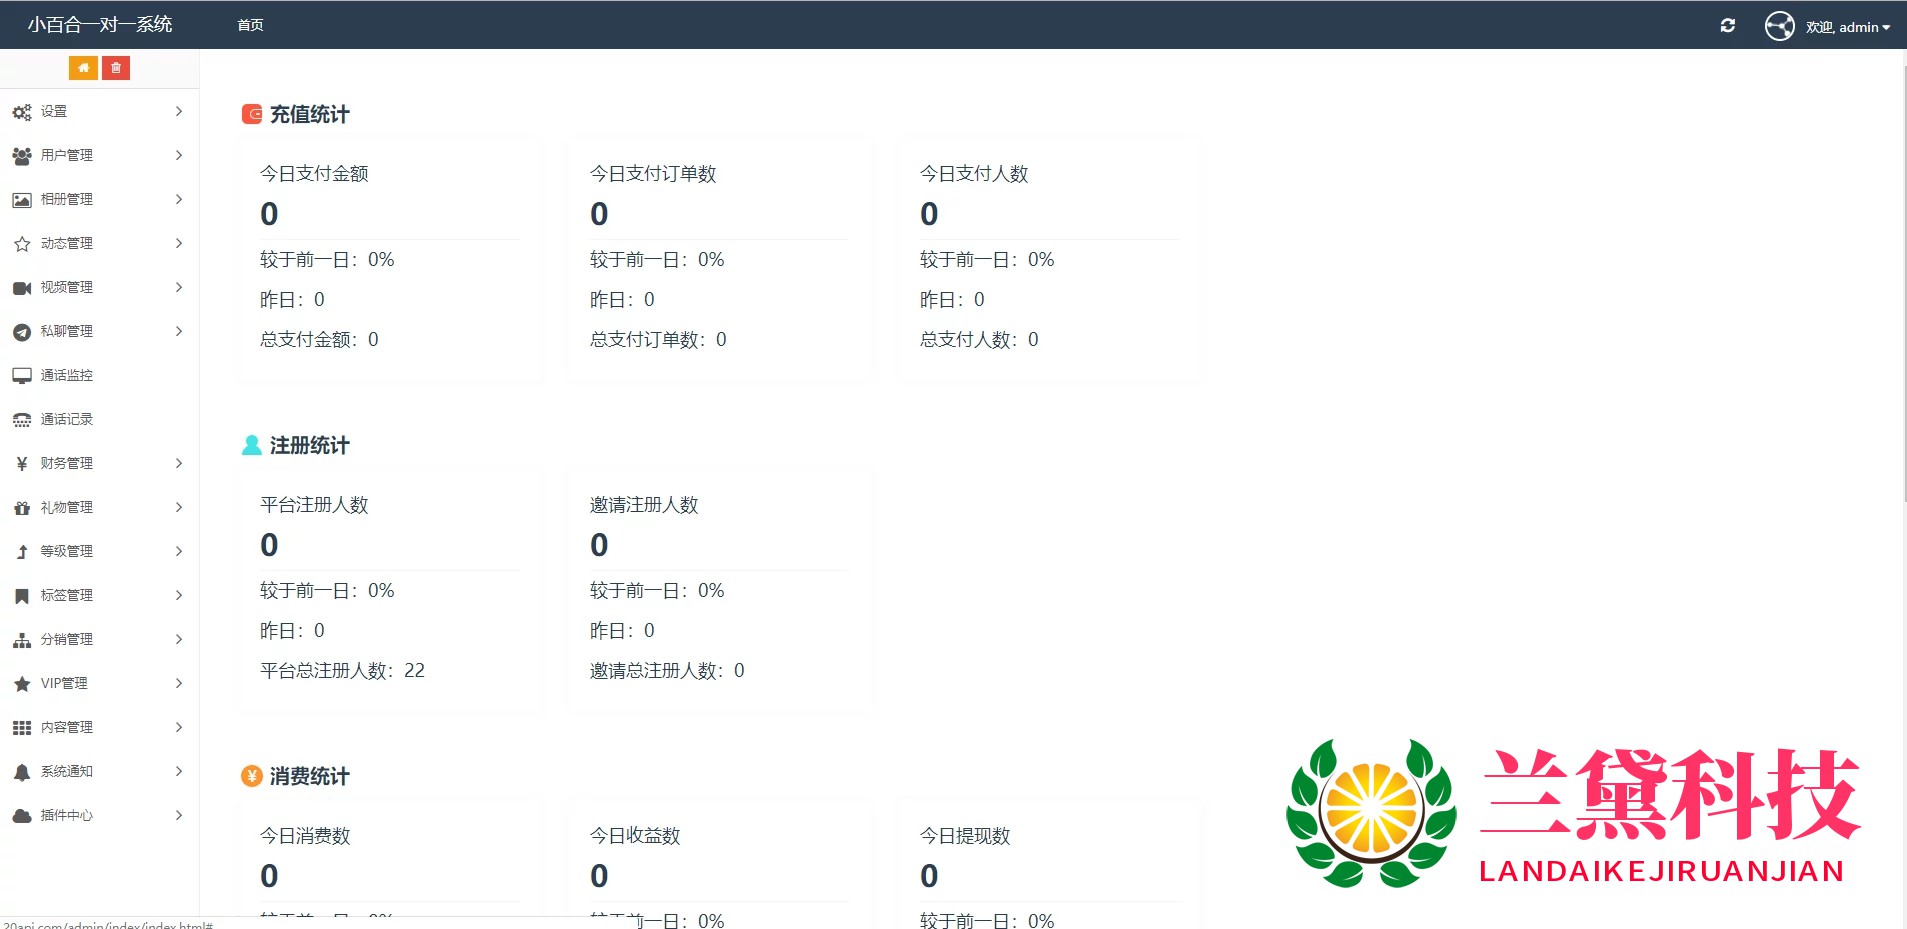 小百合一对一系统
首页
欢迎, admin
设置
用户管理
相册管理
动态管理
视频管理
私聊管理
通话监控
通话记录
¥ 财务管理
礼物管理
等级管理
标签管理
分销管理
VIP管理
内容管理
系统通知
插件中心
充值统计
今日支付金额
0
较于前一日：0%
昨日：0
总支付金额：0
今日支付订单数
0
较于前一日：0%
昨日：0
总支付订单数：0
今日支付人数
0
较于前一日：0%
昨日：0
总支付人数：0
注册统计
平台注册人数
0
较于前一日：0%
昨日：0
平台总注册人数：22
邀请注册人数
0
较于前一日：0%
昨日：0
邀请总注册人数：0
¥ 消费统计
今日消费数
0
较于前一日：0%
今日收益数
0
较于前一日：0%
今日提现数
0
较于前一日：0%
兰黛科技
LANDAIKEJIRUANJIAN
20api.com/admin/index/index.html#